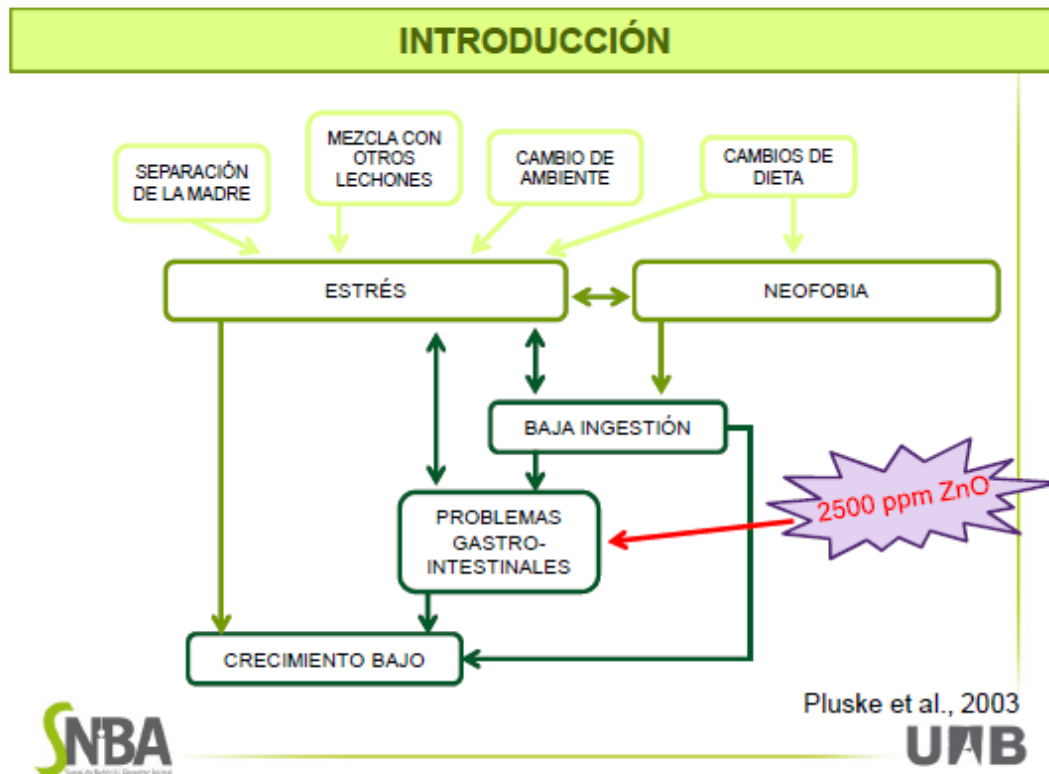 INTRODUCCIÓN
SEPARACIÓN
DE LA MADRE
MEZCLA CON
OTROS
LECHONES
CAMBIO DE
AMBIENTE
CAMBIOS DE
DIETA
ESTRÉS
NEOFOBIA
BAJA INGESTIÓN
2500 ppm ZnO
PROBLEMAS
GASTRO-
INTESTINALES
CRECIMIENTO BAJO
Pluske et al., 2003
SNiBA
UAB